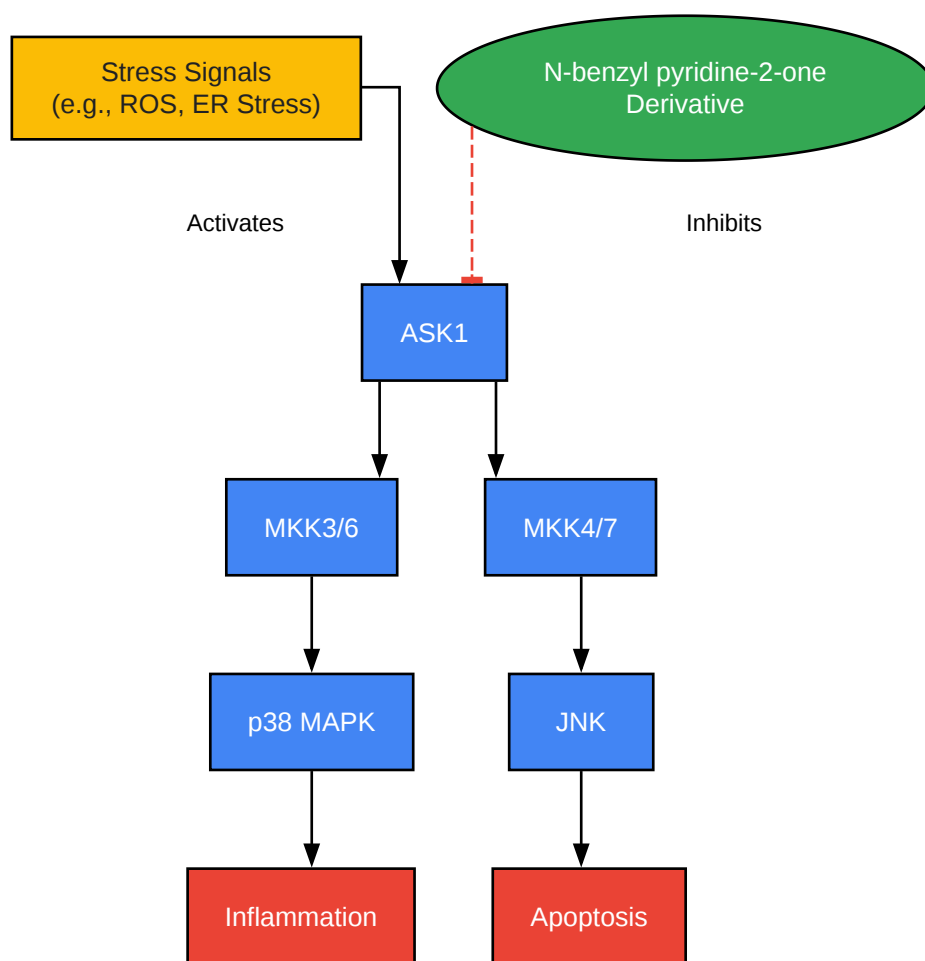 Stress Signals
(e.g., ROS, ER Stress)
N-benzyl pyridine-2-one
Derivative
Activates
Inhibits
ASK1
MKK3/6
MKK4/7
p38 MAPK
JNK
Inflammation
Apoptosis